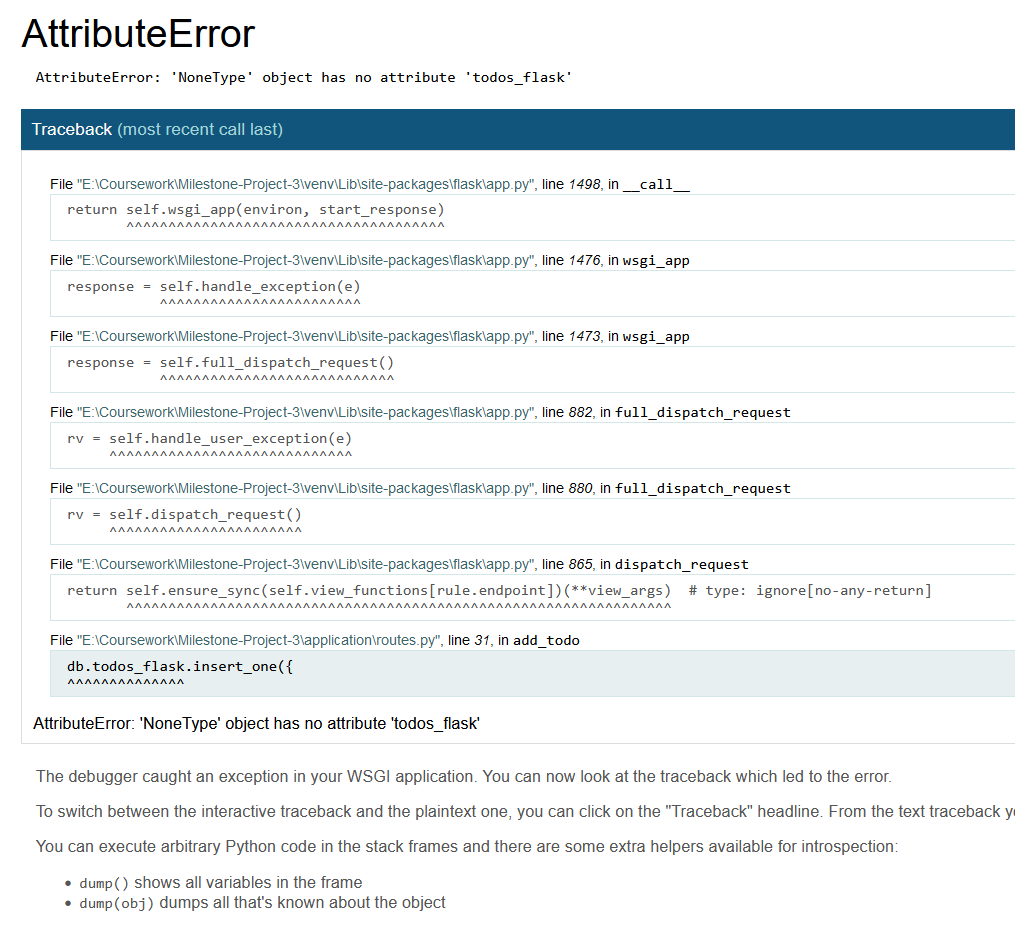 AttributeError
AttributeError: 'NoneType' object has no attribute 'todos_flask'
Traceback (most recent call last)
File "E:\Coursework\Milestone-Project-3\venv\Lib\site-packages\flask\app.py", line 1498, in __call__
return self.wsgi_app(environ, start_response)
^^^^^^^^^^^^^^^^^^^^^^^^^^^^^^^^^^^^^^
File "E:\Coursework\Milestone-Project-3\venv\Lib\site-packages\flask\app.py", line 1476, in wsgi_app
response = self.handle_exception(e)
^^^^^^^^^^^^^^^^^^^^^^^^
File "E:\Coursework\Milestone-Project-3\venv\Lib\site-packages\flask\app.py", line 1473, in wsgi_app
response = self.full_dispatch_request()
^^^^^^^^^^^^^^^^^^^^^^^^^^^^
File "E:\Coursework\Milestone-Project-3\venv\Lib\site-packages\flask\app.py", line 882, in full_dispatch_request
rv = self.handle_user_exception(e)
^^^^^^^^^^^^^^^^^^^^^^^^^^^^^
File "E:\Coursework\Milestone-Project-3\venv\Lib\site-packages\flask\app.py", line 880, in full_dispatch_request
rv = self.dispatch_request()
^^^^^^^^^^^^^^^^^^^^^^^
File "E:\Coursework\Milestone-Project-3\venv\Lib\site-packages\flask\app.py", line 865, in dispatch_request
return self.ensure_sync(self.view_functions[rule.endpoint])(**view_args)  # type: ignore[no-any-return]
^^^^^^^^^^^^^^^^^^^^^^^^^^^^^^^^^^^^^^^^^^^^^^^^^^^^^^^^^^^^^^^^^
File "E:\Coursework\Milestone-Project-3\application\routes.py", line 31, in add_todo
db.todos_flask.insert_one({
^^^^^^^^^^^^^^
AttributeError: 'NoneType' object has no attribute 'todos_flask'
The debugger caught an exception in your WSGI application. You can now look at the traceback which led to the error.
To switch between the interactive traceback and the plaintext one, you can click on the "Traceback" headline. From the text traceback
You can execute arbitrary Python code in the stack frames and there are some extra helpers available for introspection:
• dump() shows all variables in the frame
• dump(obj) dumps all that's known about the object